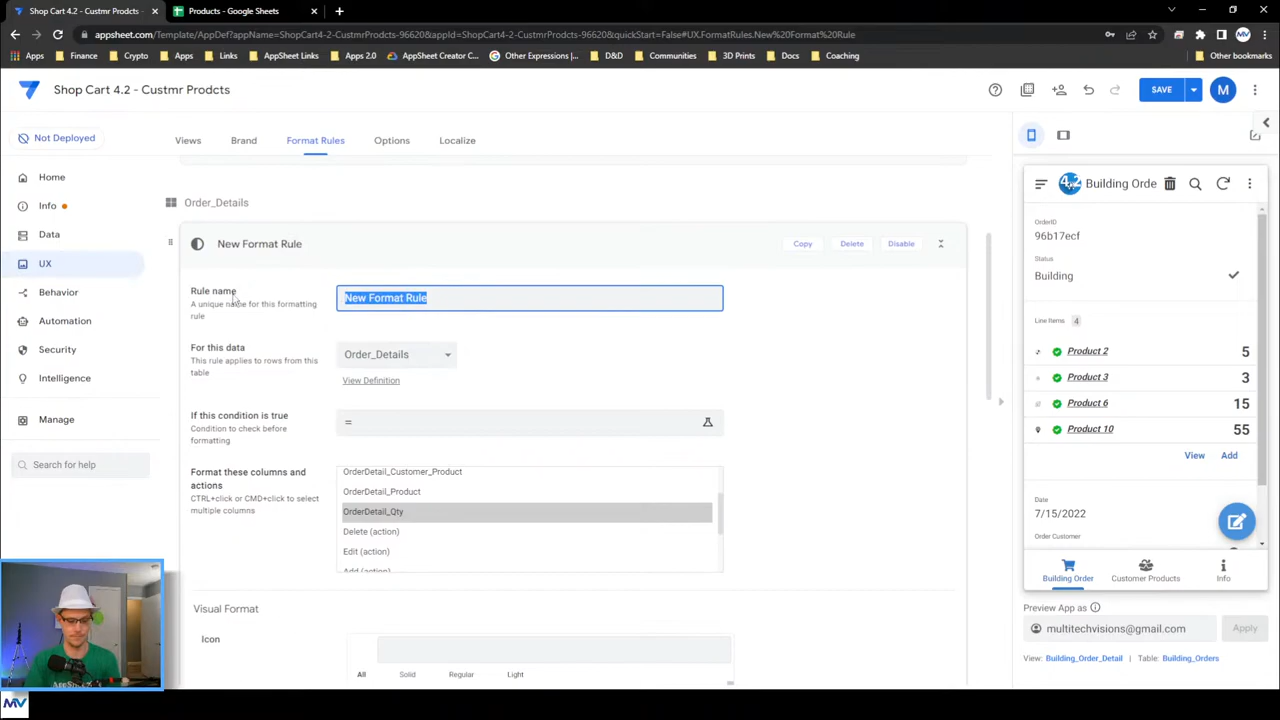 Shop Cart 4.2 - Custmr Prodcts -
Products - Google Sheets
appsheet.com/Template/AppDef?appName=ShopCart4-2-CustmrProdcts-96620&appId=ShopCart4-2-CustmrProdcts-96620&quickStart=False#UX.FormatRules.New%20Format%20Rule
Apps Finance Crypto Apps Links AppSheet Links Apps 2.0 AppSheet Creator C... Other Expressions |... D&D Communities 3D Prints Docs Coaching Other bookmarks
Shop Cart 4.2 - Custmr Prodcts
SAVE
M
Not Deployed
Views Brand Format Rules Options Localize
Home
Info
Data
UX
Behavior
Automation
Security
Intelligence
Manage
Search for help
Order_Details
New Format Rule
Copy Delete Disable
Rule name
A unique name for this formatting
rule
New Format Rule
For this data
This rule applies to rows from this
table
Order_Details
View Definition
If this condition is true
Condition to check before
formatting
=
Format these columns and
actions
CTRL+click or CMD+click to select
multiple columns
OrderDetail_Customer_Product
OrderDetail_Product
OrderDetail_Qty
Delete (action)
Edit (action)
Add (action)
Visual Format
Icon
All Solid Regular Light
4.2 Building Orde
OrderID
96b17ecf
Status
Building
Line Items 4
Product 2 5
Product 3 3
Product 6 15
Product 10 55
View Add
Date
7/15/2022
Order Customer
Building Order Customer Products Info
Preview App as
multitechvisions@gmail.com
Apply
View: Building_Order_Detail | Table: Building_Orders
MV